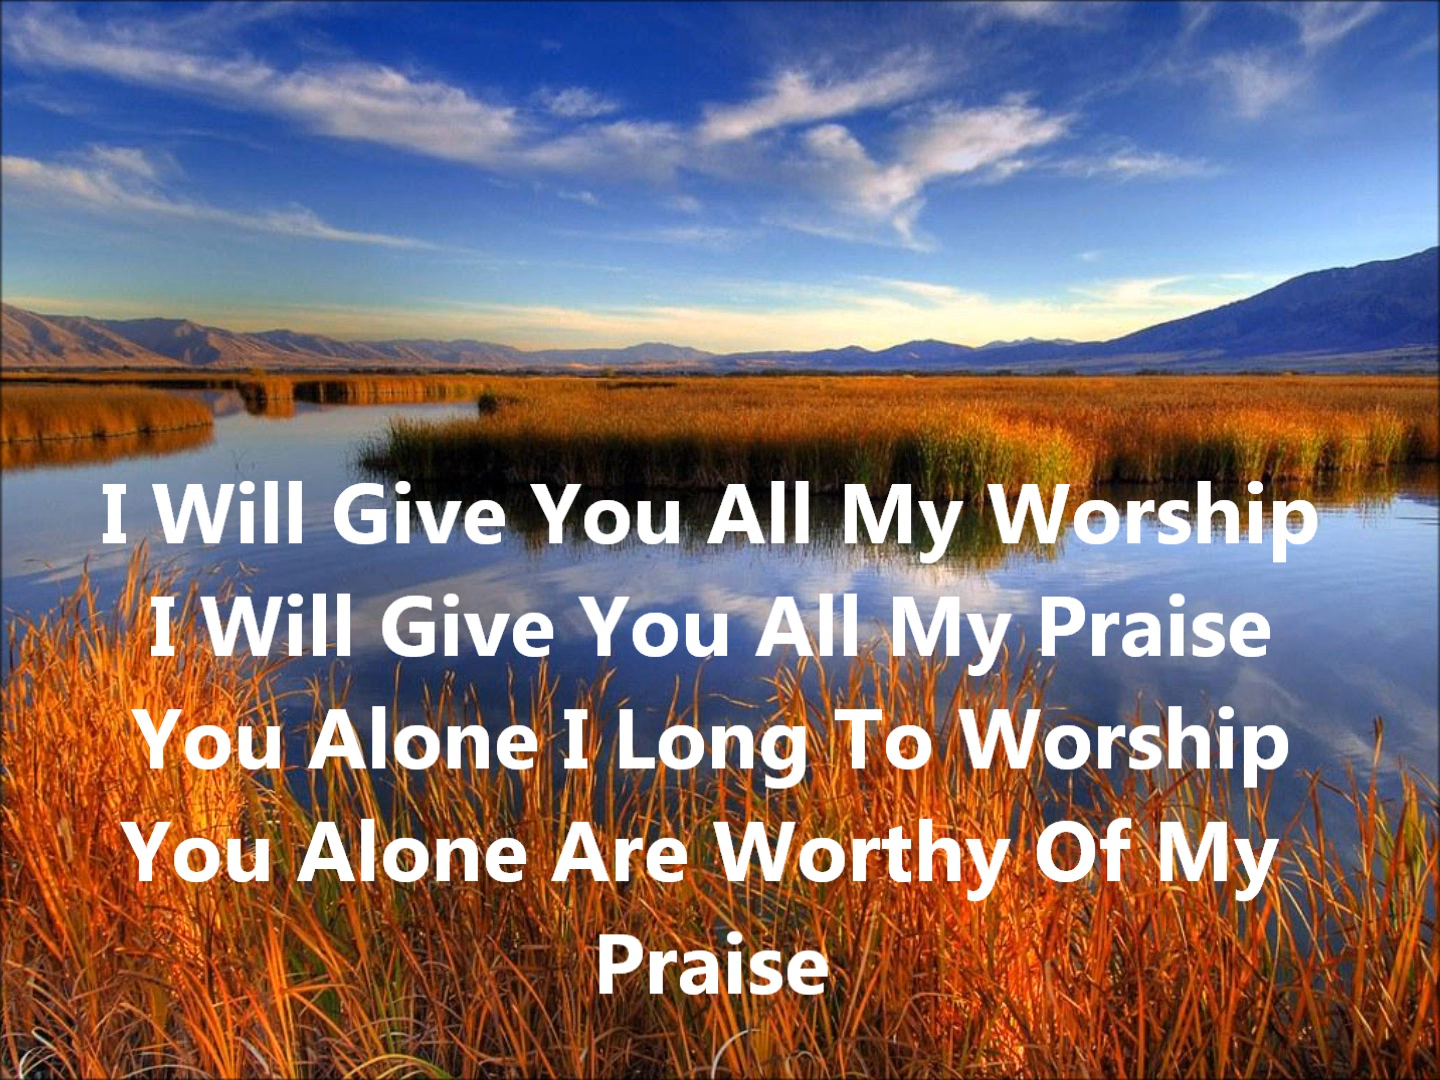 I Will Give You All My Worship
I Will Give You All My Praise
You Alone I Long To Worship
You Alone Are Worthy Of My
Praise